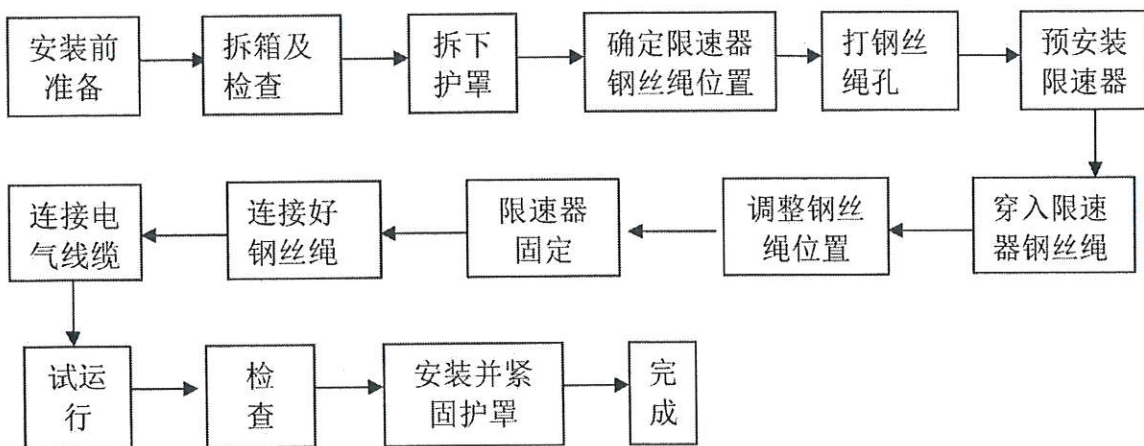 安装前
准备
拆箱及
检查
拆下
护罩
确定限速器
钢丝绳位置
打钢丝
绳孔
预安装
限速器
穿入限速
器钢丝绳
调整钢丝
绳位置
限速器
固定
连接好
钢丝绳
连接电
气线缆
试运
行
检
查
安装并紧
固护罩
完
成